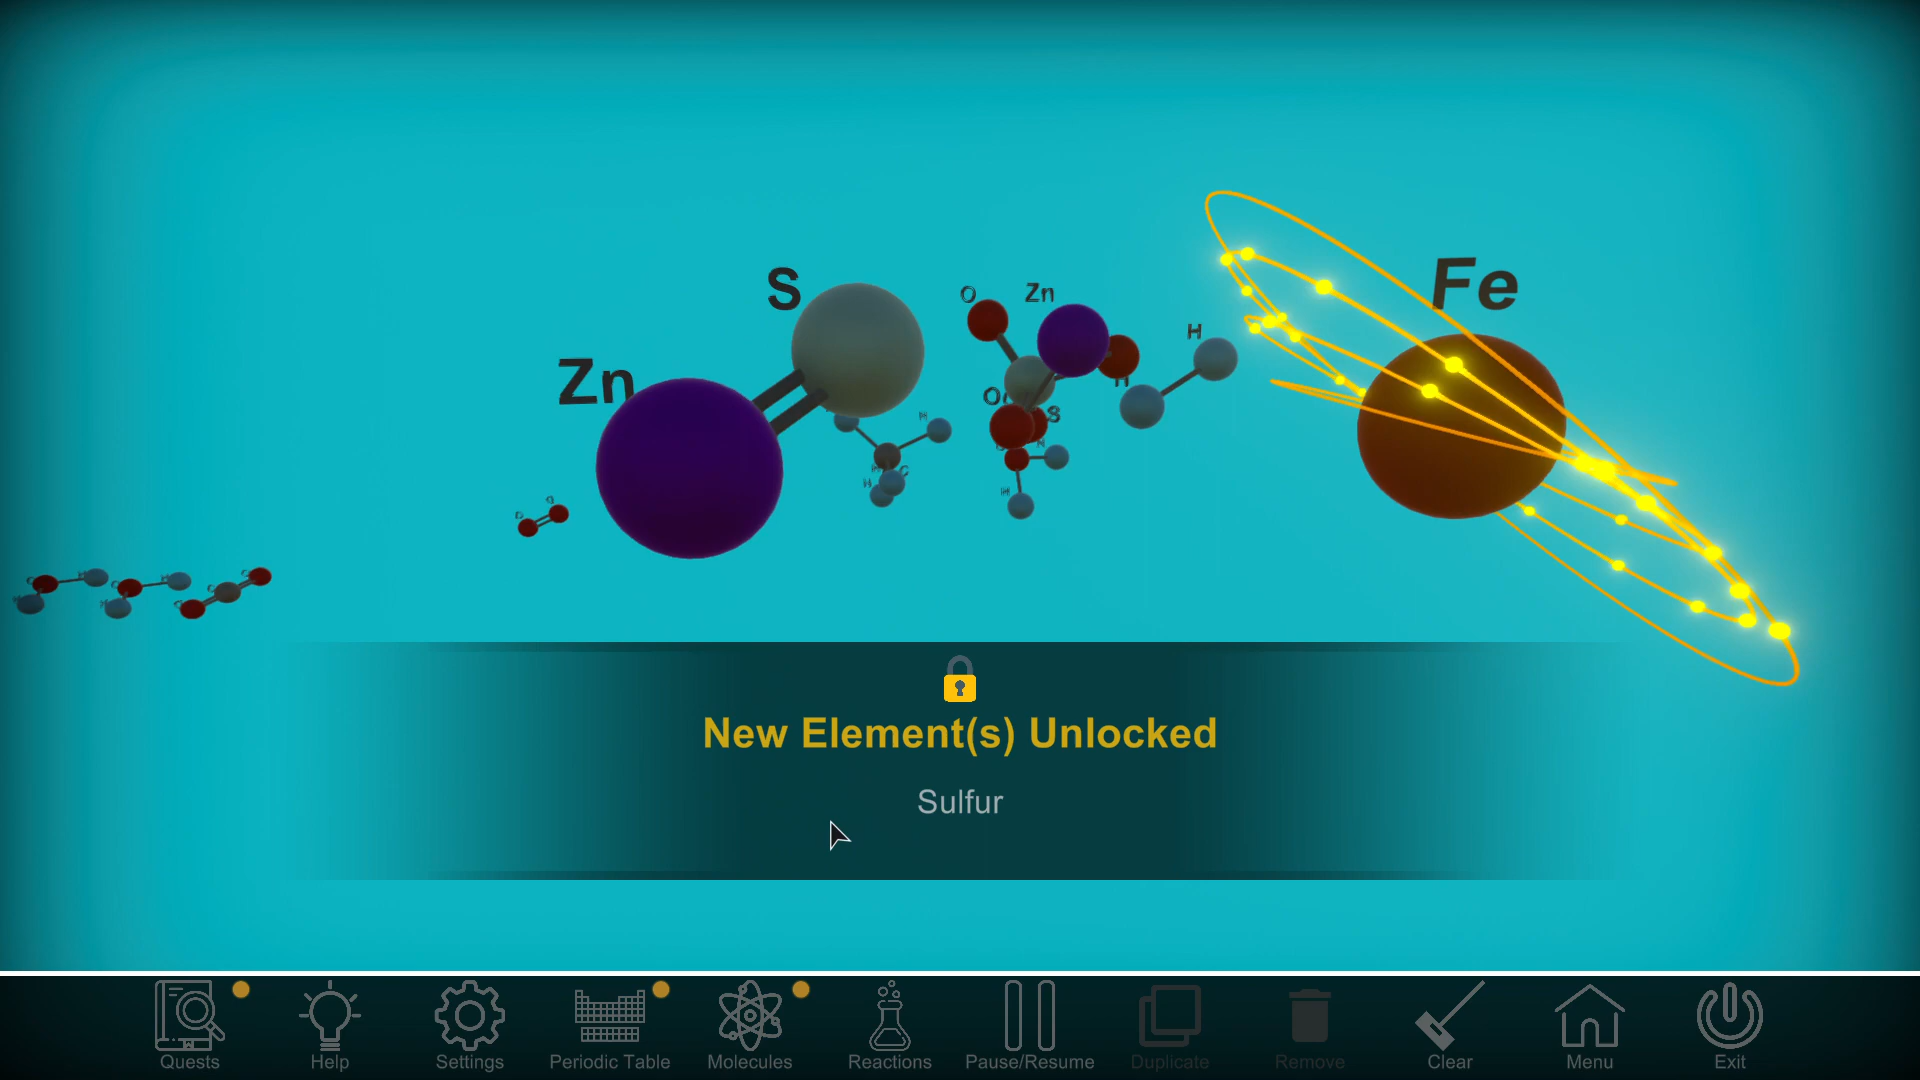 Fe
S
Zn
O
H
Zn
H
O
S
H
C
H
H
H
H
New Element(s) Unlocked
Sulfur
Quests
Help
Settings
Periodic Table
Molecules
Reactions
Pause/Resume
Duplicate
Remove
Clear
Menu
Exit